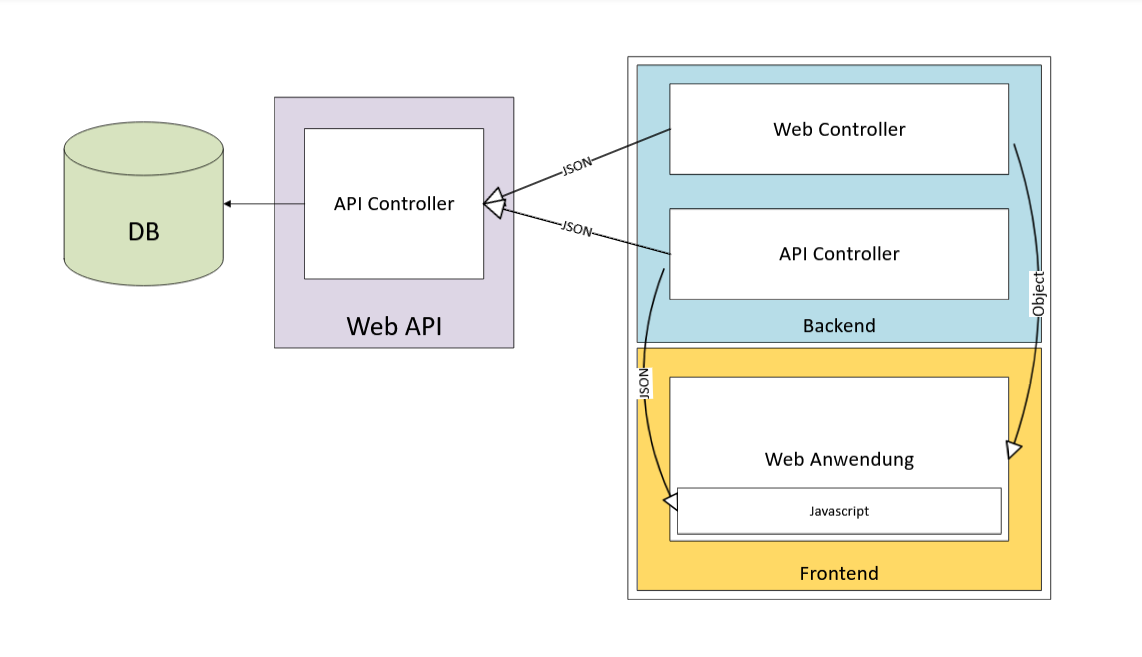 DB
API Controller
Web API
JSON
JSON
Web Controller
API Controller
Backend
Object
JSON
Web Anwendung
Javascript
Frontend